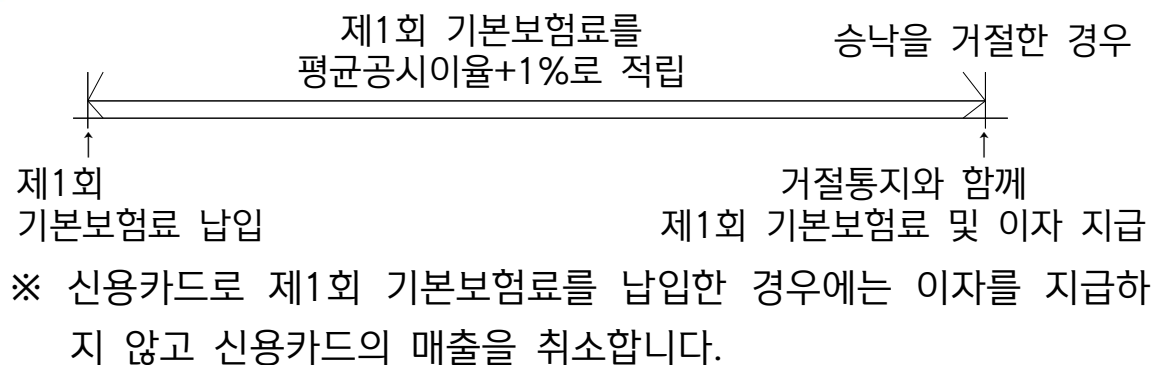 제1회 기본보험료를
평균공시이율+1%로 적립
승낙을 거절한 경우
제1회
기본보험료 납입
거절통지와 함께
제1회 기본보험료 및 이자 지급
※ 신용카드로 제1회 기본보험료를 납입한 경우에는 이자를 지급하
지 않고 신용카드의 매출을 취소합니다.